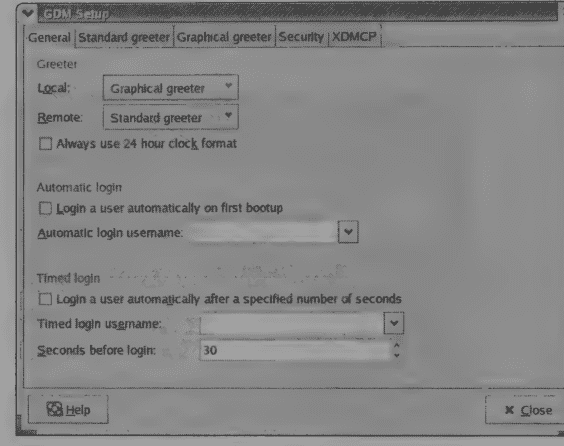 GDM Setup
General Standard greeter Graphical greeter Security XDMCP
Greeter
Local: Graphical greeter
Remote: Standard greeter
Always use 24 hour clock format
Automatic login
Login a user automatically on first bootup
Automatic login username:
Timed login
Login a user automatically after a specified number of seconds
Timed login username:
Seconds before login: 30
Help Close